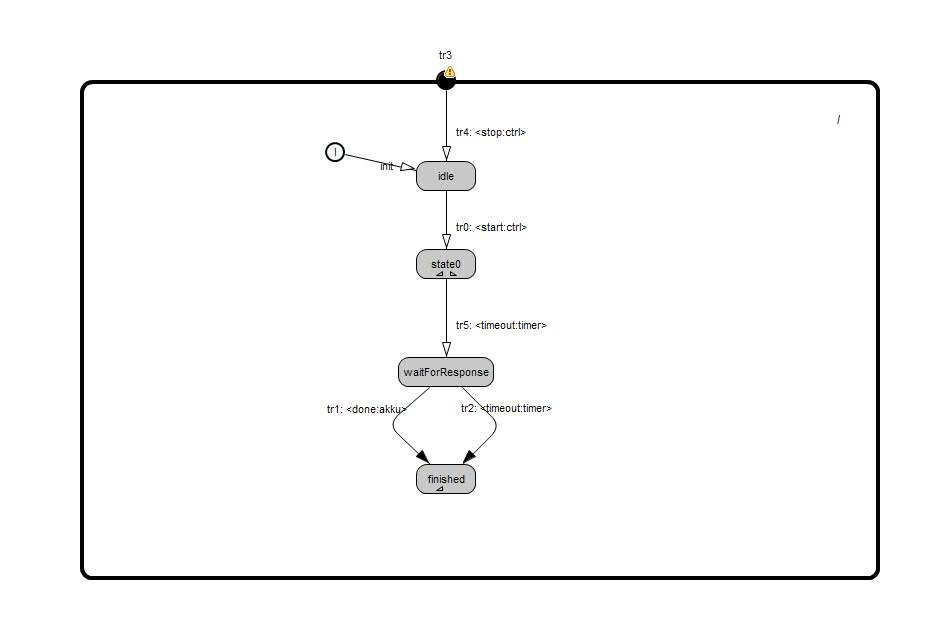 tr3
/
tr4: <stop:ctrl>
I
init
idle
tr0: <start:ctrl>
state0
tr5: <timeout:timer>
waitForResponse
tr1: <done:akku>
tr2: <timeout:timer>
finished